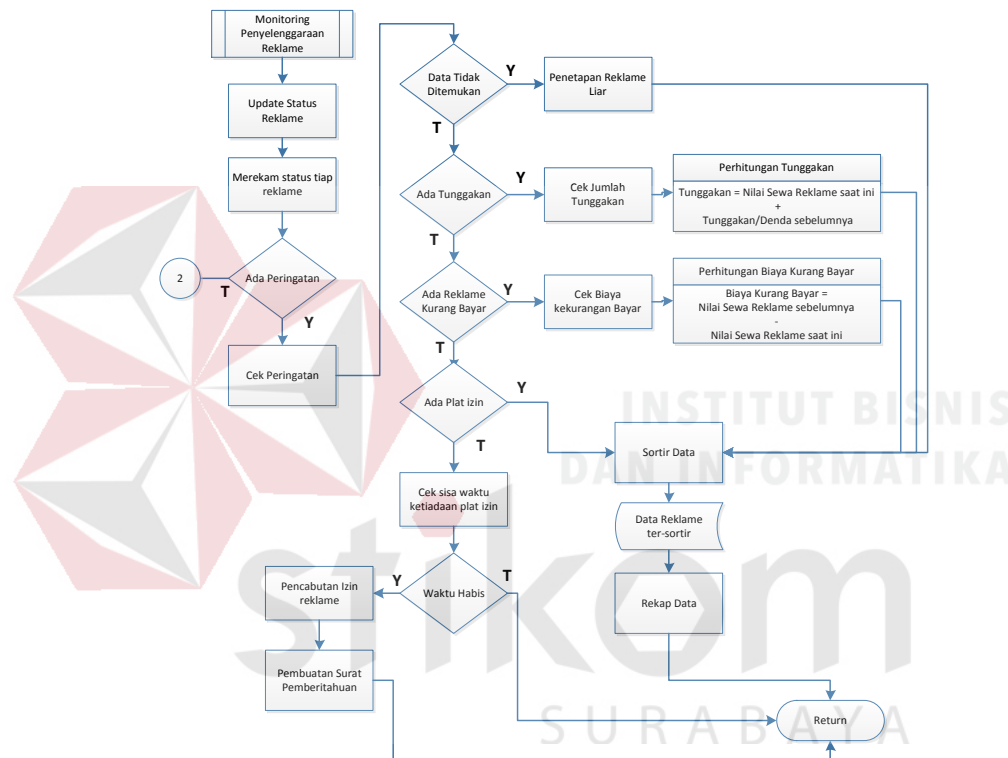 Monitoring
Penyelenggaraan
Reklame
Update Status
Reklame
Merekam status tiap
reklame
Ada Peringatan
2
T
Y
Cek Peringatan
Data Tidak
Ditemukan
Y
T
Penetapan Reklame
Liar
Ada Tunggakan
Y
T
Cek Jumlah
Tunggakan
Perhitungan Tunggakan
Tunggakan = Nilai Sewa Reklame saat ini
+
Tunggakan/Denda sebelumnya
Ada Reklame
Kurang Bayar
Y
T
Cek Biaya
kekurangan Bayar
Perhitungan Biaya Kurang Bayar
Biaya Kurang Bayar =
Nilai Sewa Reklame sebelumnya
-
Nilai Sewa Reklame saat ini
Ada Plat izin
Y
T
Sortir Data
Cek sisa waktu
ketiadaan plat izin
Data Reklame
ter-sortir
Waktu Habis
Y
T
Pencabutan Izin
reklame
Rekap Data
Pembuatan Surat
Pemberitahuan
Return
INSTITUT BISNIS
DAN INFORMATIKA
stikom
SURABAYA